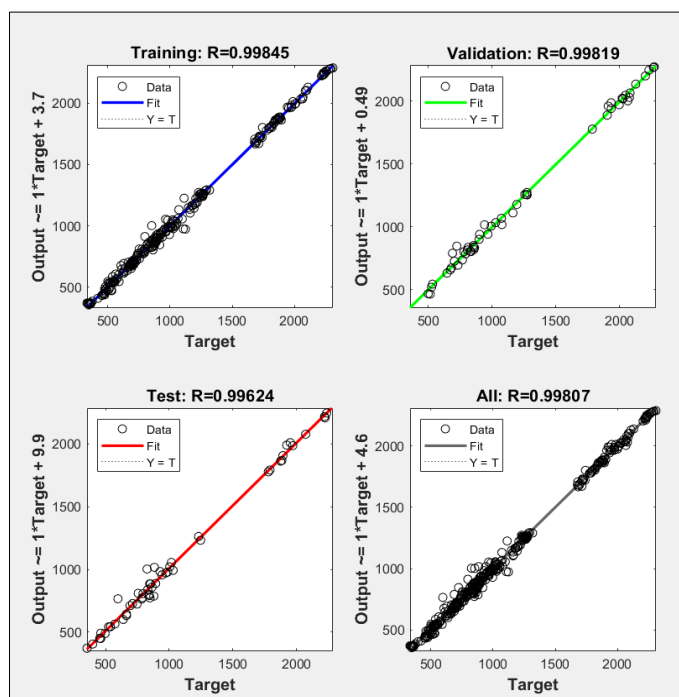 Training: R=0.99845
Data
Fit
Y = T
Output ~= 1*Target + 3.7
2000
1500
1000
500
500
1000
1500
2000
Target
Validation: R=0.99819
Data
Fit
Y = T
Output ~= 1*Target + 0.49
2000
1500
1000
500
500
1000
1500
2000
Target
Test: R=0.99624
Data
Fit
Y = T
Output ~= 1*Target + 9.9
2000
1500
1000
500
500
1000
1500
2000
Target
All: R=0.99807
Data
Fit
Y = T
Output ~= 1*Target + 4.6
2000
1500
1000
500
500
1000
1500
2000
Target